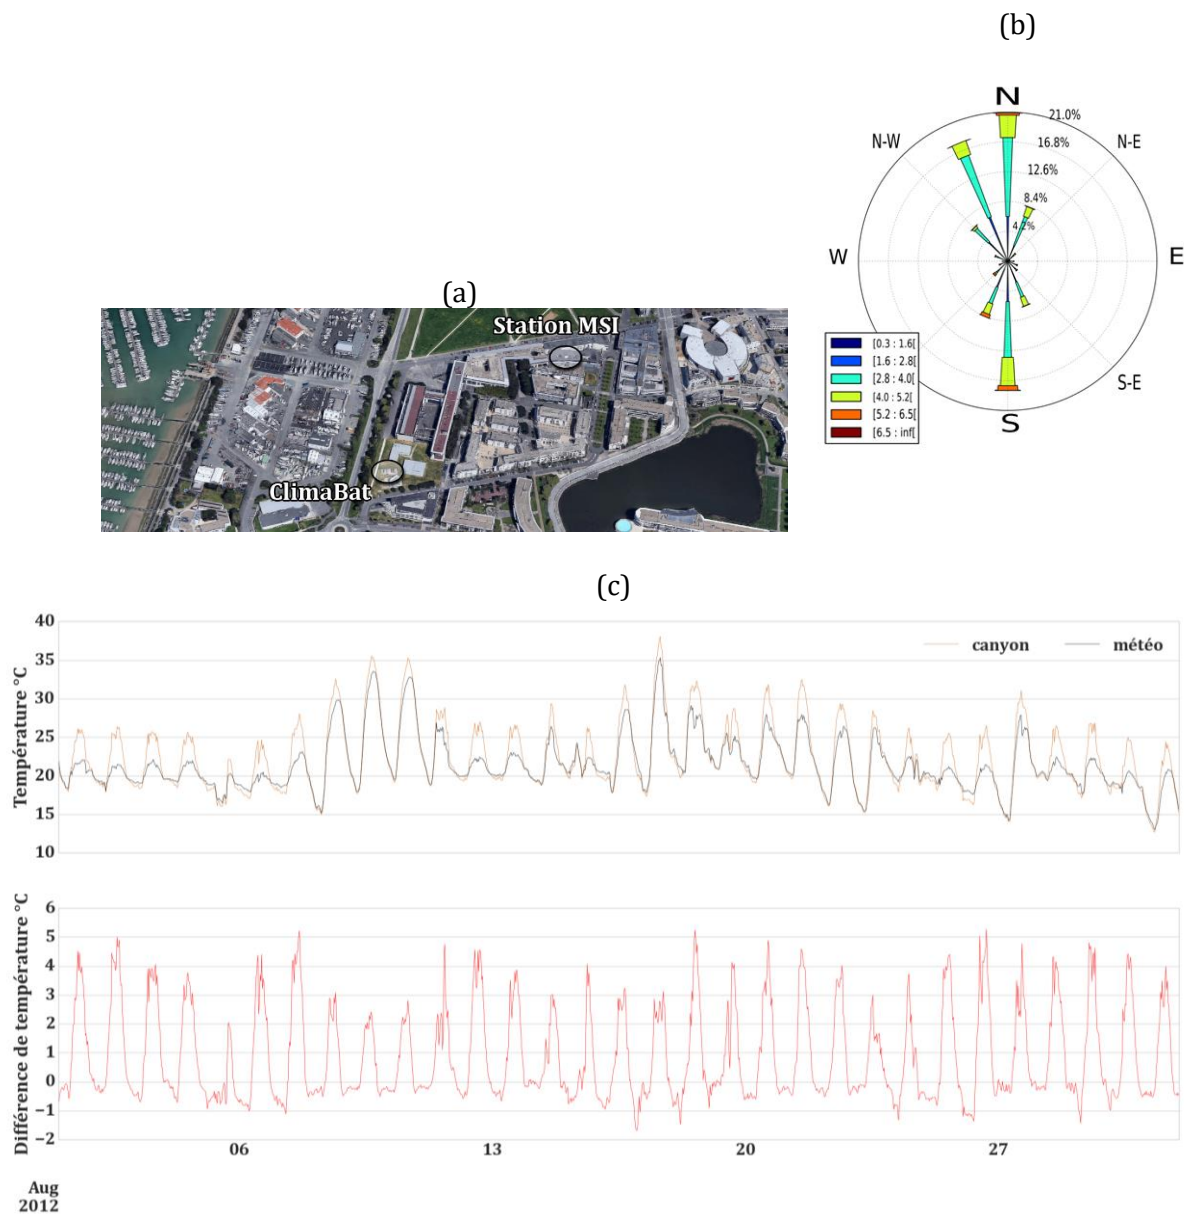 (b)
N
21.0%
N-W
16.8%
N-E
12.6%
8.4%
4.2%
W
E
[0.3 : 1.6[
[1.6 : 2.8[
[2.8 : 4.0[
[4.0 : 5.2[
[5.2 : 6.5[
[6.5 : inf[
S-E
S
(a)
Station MSI
ClimaBat
(c)
Température °C
40
35
30
25
20
15
10
canyon
météo
Différence de température °C
6
5
4
3
2
1
0
−1
−2
06
13
20
27
Aug
2012